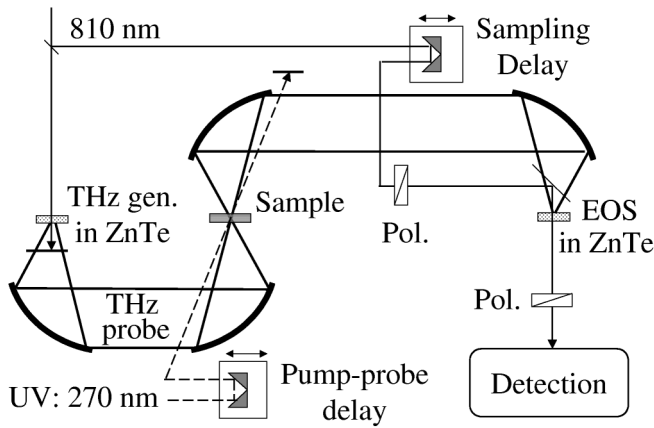 810 nm
Sampling
Delay
THz gen.
in ZnTe
Sample
Pol.
EOS
in ZnTe
THz
probe
Pol.
UV: 270 nm
Pump-probe
delay
Detection